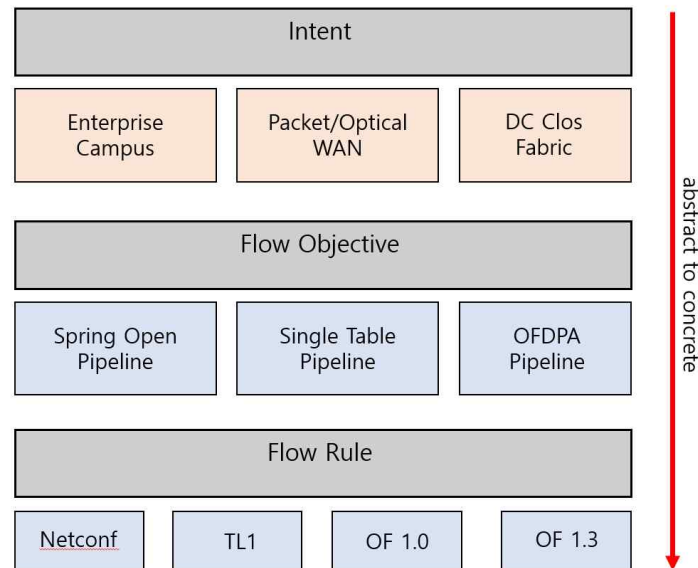 Intent
Enterprise
Campus
Packet/Optical
WAN
DC Clos
Fabric
Flow Objective
Spring Open
Pipeline
Single Table
Pipeline
OFDPA
Pipeline
Flow Rule
Netconf
TL1
OF 1.0
OF 1.3
abstract to concrete